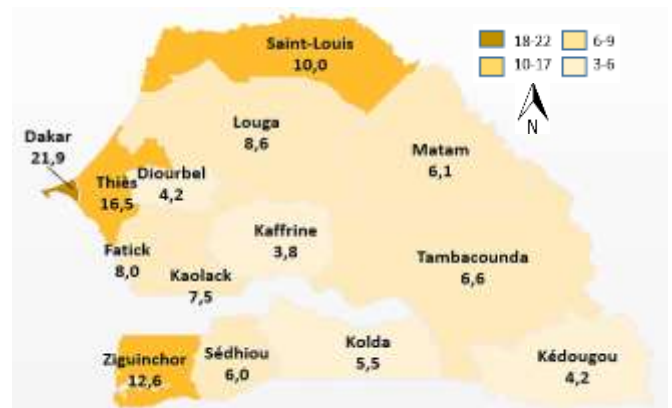 Saint-Louis
10,0
18-22
6-9
10-17
3-6
N
Louga
8,6
Matam
6,1
Dakar
21,9
Thiès
16,5
Diourbel
4,2
Kaffrine
3,8
Fatick
8,0
Kaolack
7,5
Tambacounda
6,6
Ziguinchor
12,6
Sédhiou
6,0
Kolda
5,5
Kédougou
4,2